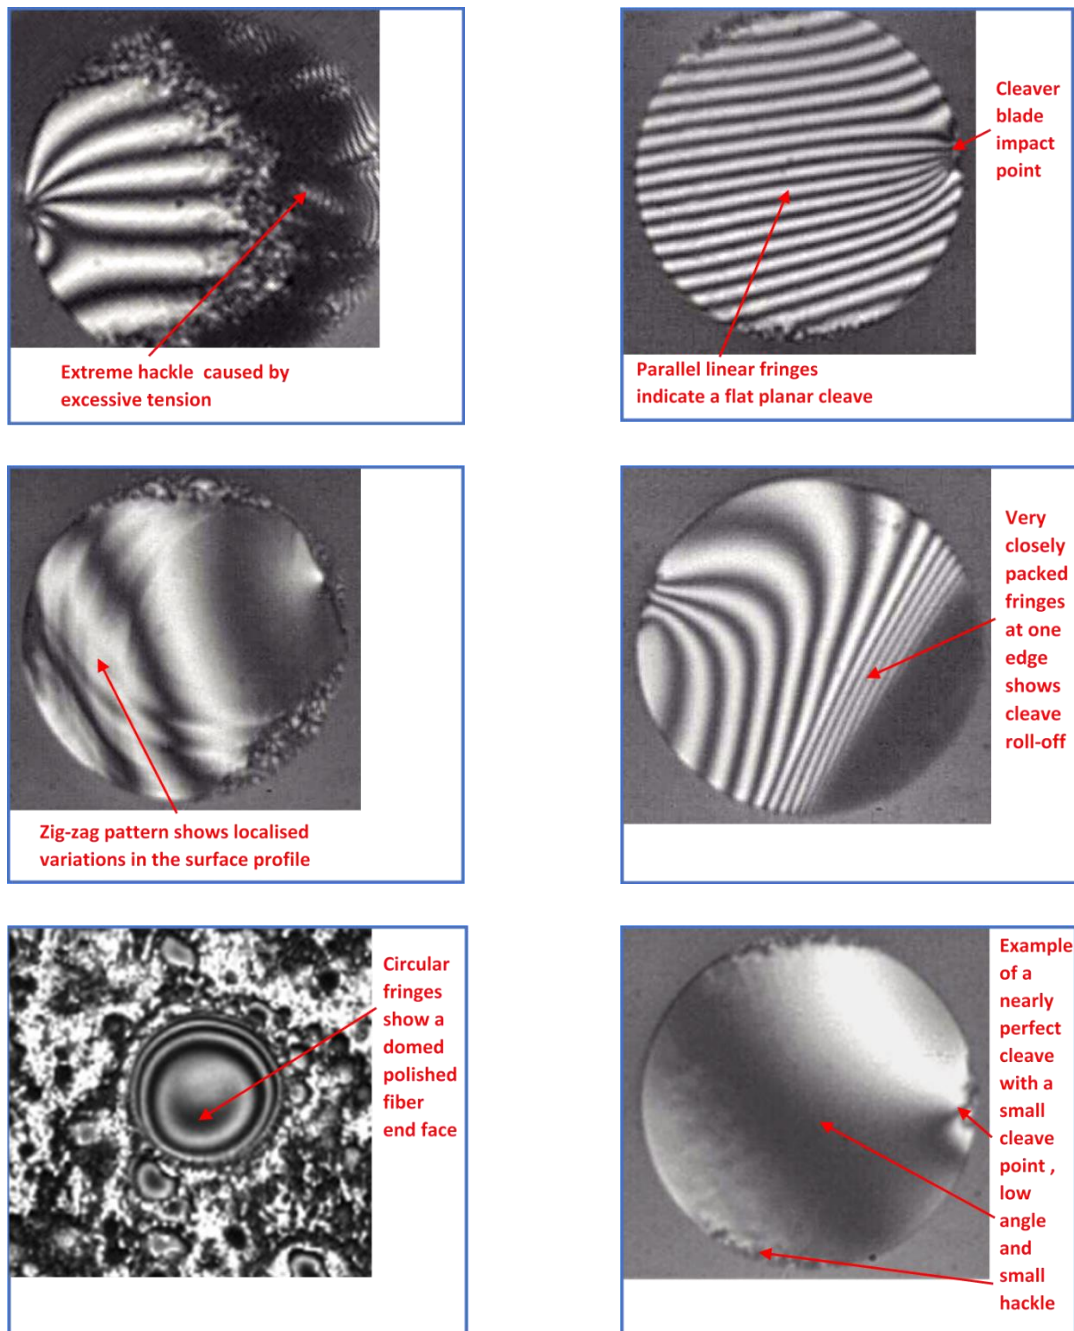 Extreme hackle caused by
excessive tension
Cleaver
blade
impact
point
Parallel linear fringes
indicate a flat planar cleave
Zig-zag pattern shows localised
variations in the surface profile
Very
closely
packed
fringes
at one
edge
shows
cleave
roll-off
Circular
fringes
show a
domed
polished
fiber
end face
Example
of a
nearly
perfect
cleave
with a
small
cleave
point ,
low
angle
and
small
hackle